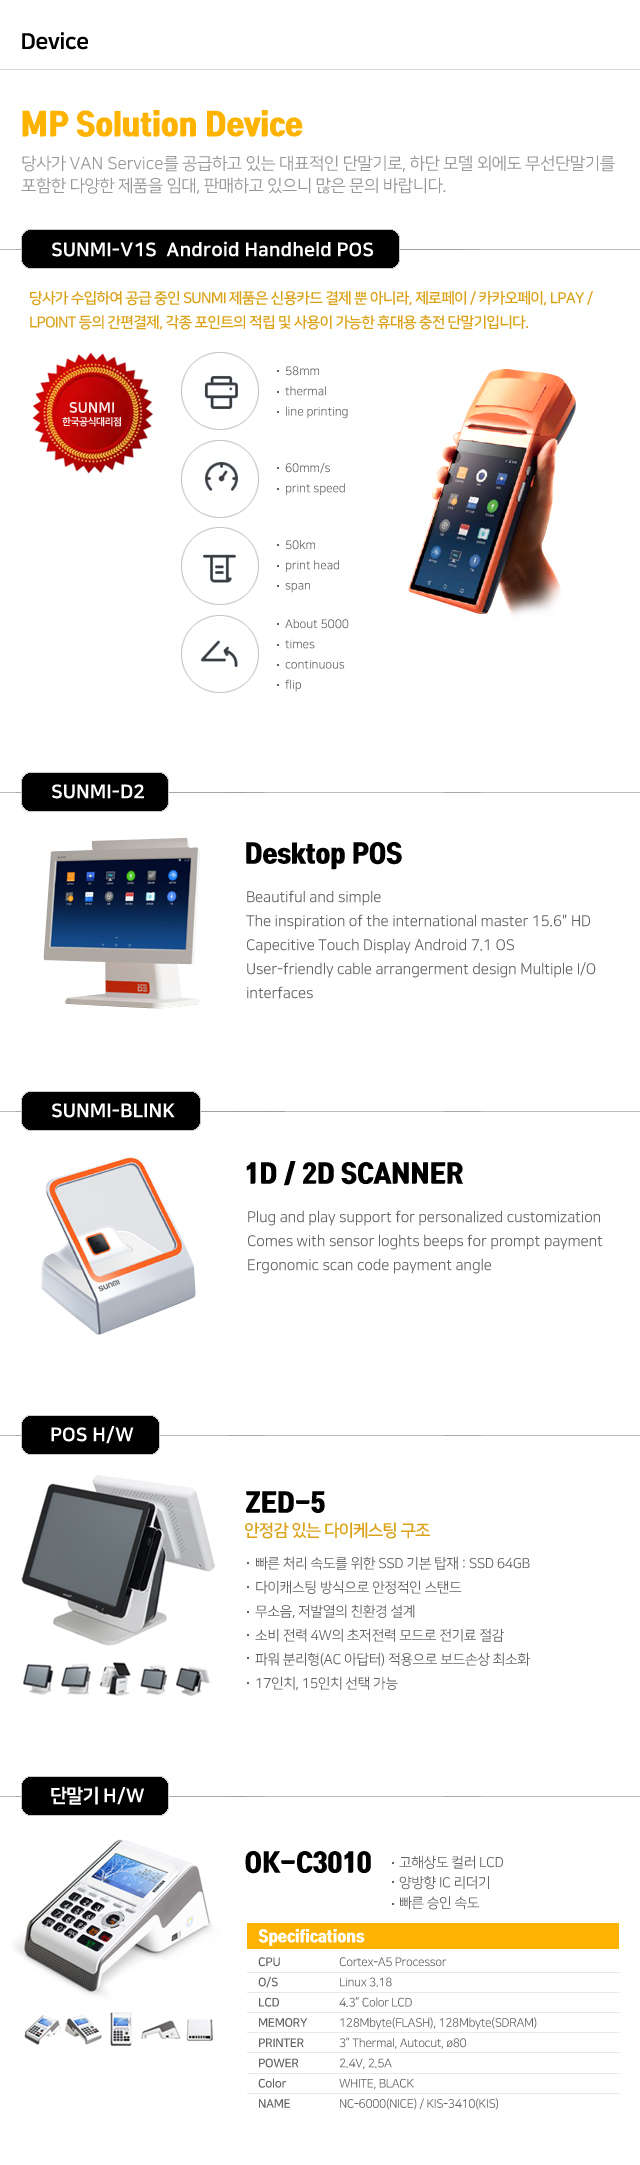 Device
MP Solution Device
당사가 VAN Service를 공급하고 있는 대표적인 단말기로, 하단 모델 외에도 무선단말기를
포함한 다양한 제품을 임대, 판매하고 있으니 많은 문의 바랍니다.
SUNMI-V1S Android Handheld POS
당사가 수입하여 공급 중인 SUNMI 제품은 신용카드 결제 뿐 아니라, 제로페이 / 카카오페이, LPAY /
LPOINT 등의 간편결제, 각종 포인트의 적립 및 사용이 가능한 휴대용 충전 단말기입니다.
SUNMI
한국공식대리점
· 58mm
· thermal
· line printing
· 60mm/s
· print speed
· 50km
· print head
· span
· About 5000
· times
· continuous
· flip
SUNMI-D2
Desktop POS
Beautiful and simple
The inspiration of the international master 15.6" HD
Capecitive Touch Display Android 7.1 OS
User-friendly cable arrangerment design Multiple I/O
interfaces
SUNMI-BLINK
sunmi
1D / 2D SCANNER
Plug and play support for personalized customization
Comes with sensor loghts beeps for prompt payment
Ergonomic scan code payment angle
POS H/W
ZED-5
안정감 있는 다이케스팅 구조
· 빠른 처리 속도를 위한 SSD 기본 탑재 : SSD 64GB
· 다이캐스팅 방식으로 안정적인 스탠드
· 무소음, 저발열의 친환경 설계
· 소비 전력 4W의 초저전력 모드로 전기료 절감
· 파워 분리형(AC 아답터) 적용으로 보드손상 최소화
· 17인치, 15인치 선택 가능
단말기 H/W
OK-C3010
· 고해상도 컬러 LCD
· 양방향 IC 리더기
· 빠른 승인 속도
Specifications
CPU Cortex-A5 Processor
O/S Linux 3.18
LCD 4.3" Color LCD
MEMORY 128Mbyte(FLASH), 128Mbyte(SDRAM)
PRINTER 3" Thermal, Autocut, ø80
POWER 2.4V, 2.5A
Color WHITE, BLACK
NAME NC-6000(NICE) / KIS-3410(KIS)